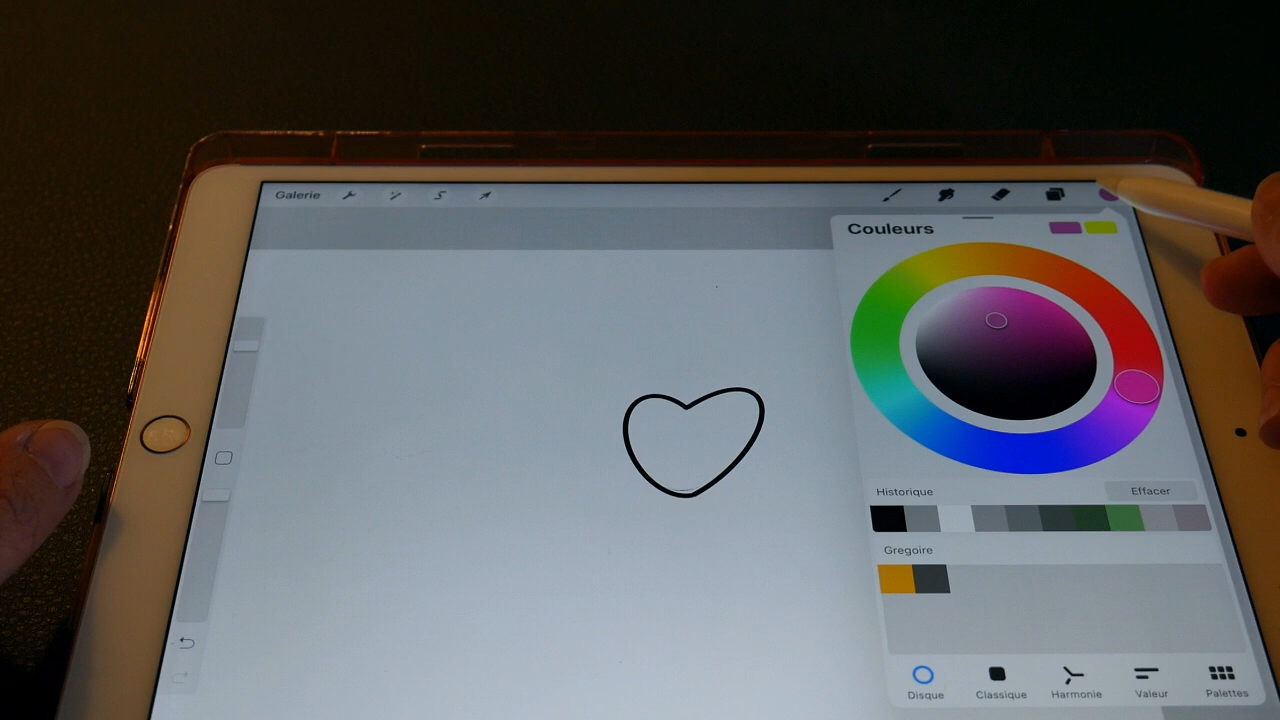 Galerie
Couleurs
Historique
Effacer
Gregoire
Disque
Classique
Harmonie
Valeur
Palettes